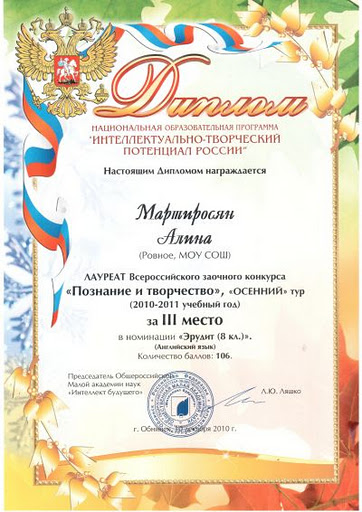 Диплом
НАЦИОНАЛЬНАЯ ОБРАЗОВАТЕЛЬНАЯ ПРОГРАММА
"ИНТЕЛЛЕКТУАЛЬНО-ТВОРЧЕСКИЙ
ПОТЕНЦИАЛ РОССИИ"
Настоящим Дипломом награждается
Мартиросян
Алина
(Ровное, МОУ СОШ)
ЛАУРЕАТ Всероссийского заочного конкурса
«Познание и творчество», «ОСЕННИЙ» тур
(2010-2011 учебный год)
за III место
в номинации «Эрудит (8 кл.)».
(Английский язык)
Количество баллов: 106.
Председатель Общероссийской
Малой академии наук
«Интеллект будущего»
Л.Ю. Ляшко
г. Обнинск, декабря 2010 г.